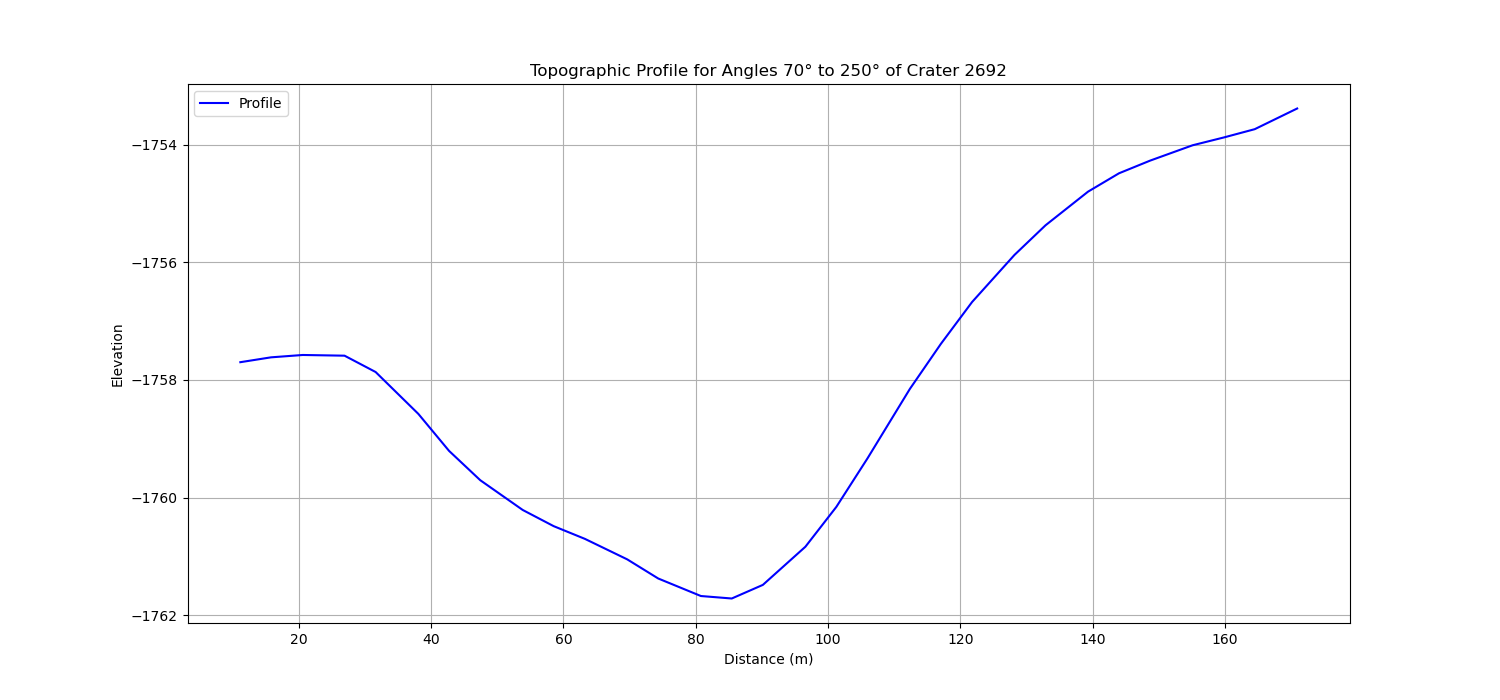 Topographic Profile for Angles 70° to 250° of Crater 2692
Profile
Elevation
−1754
−1756
−1758
−1760
−1762
20 40 60 80 100 120 140 160
Distance (m)